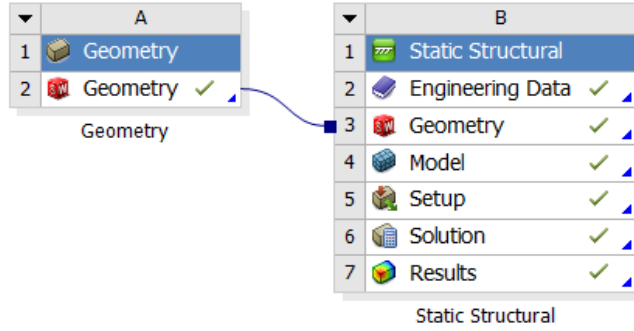 A
1 Geometry
2 Geometry
Geometry
B
1 Static Structural
2 Engineering Data
3 Geometry
4 Model
5 Setup
6 Solution
7 Results
Static Structural